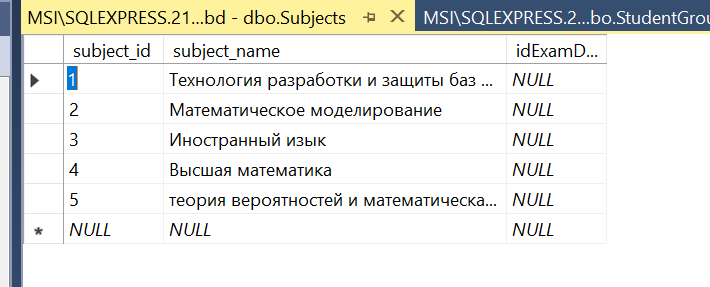 MSI\SQLEXPRESS.21...bd - dbo.Subjects MSI\SQLEXPRESS.2...bo.StudentGrou
subject_id subject_name idExamD...
1 Технология разработки и защиты баз ... NULL
2 Математическое моделирование NULL
3 Иностранный изык NULL
4 Высшая математика NULL
5 теория вероятностей и математическа... NULL
* NULL NULL NULL